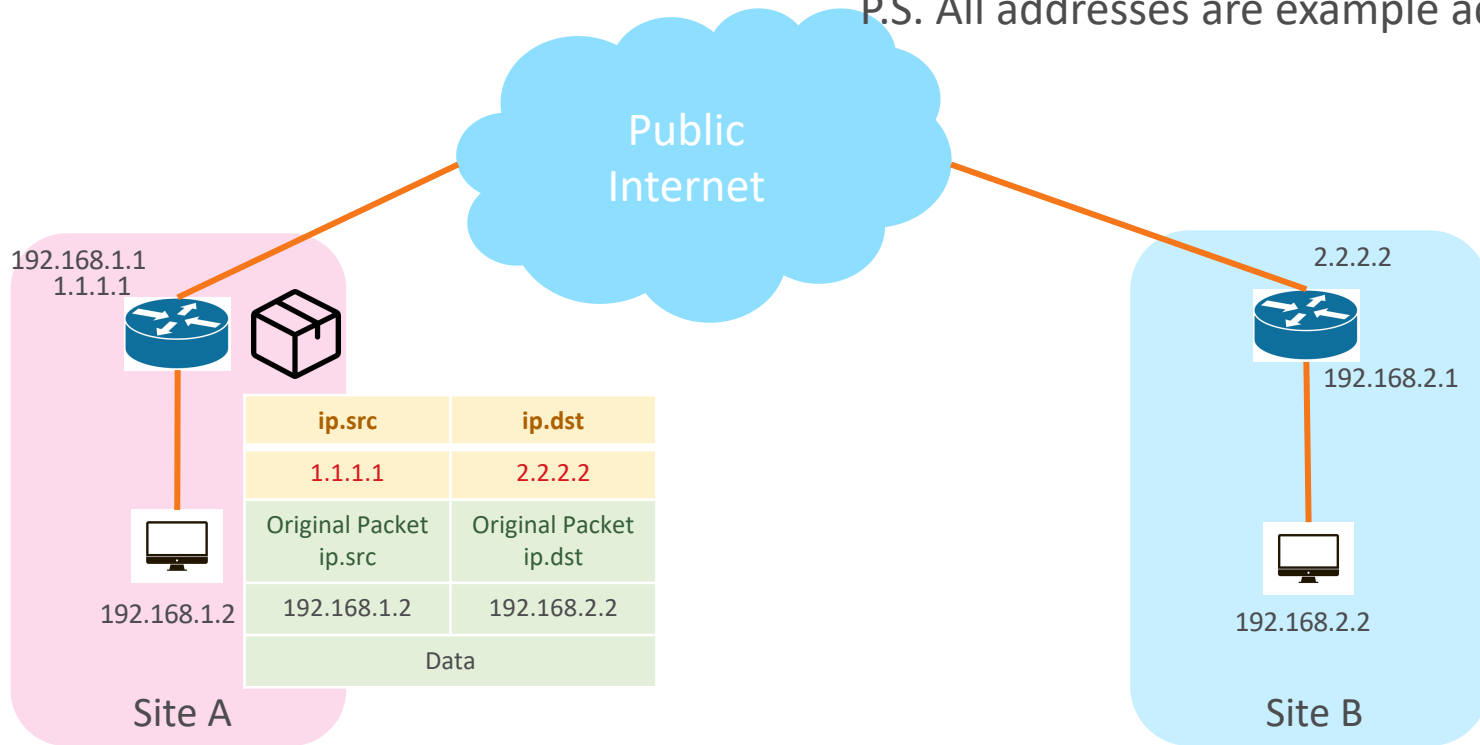 P.S. All addresses are example
Public
Internet
192.168.1.1
1.1.1.1
2.2.2.2
192.168.2.1
ip.src ip.dst
1.1.1.1 2.2.2.2
Original Packet Original Packet
ip.src ip.dst
192.168.1.2 192.168.2.2
Data
192.168.1.2
192.168.2.2
Site A
Site B